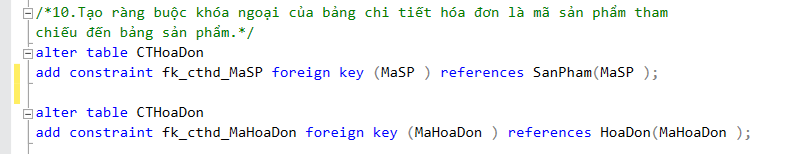 /*10.Tạo ràng buộc khóa ngoại của bảng chi tiết hóa đơn là mã sản phẩm tham
chiếu đến bảng sản phẩm.*/
alter table CTHoaDon
add constraint fk_cthd_MaSP foreign key (MaSP ) references SanPham(MaSP );
alter table CTHoaDon
add constraint fk_cthd_MaHoaDon foreign key (MaHoaDon ) references HoaDon(MaHoaDon );